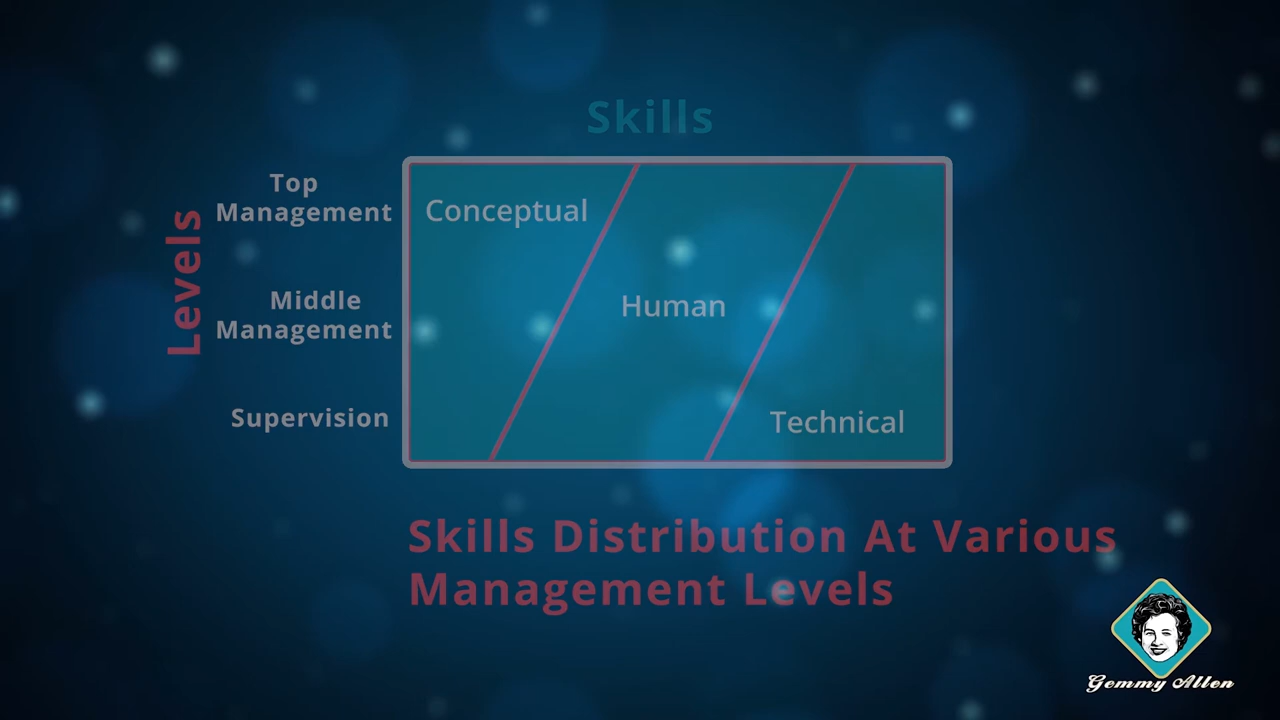 Skills
Levels
Top
Management
Conceptual
Middle
Management
Human
Supervision
Technical
Skills Distribution At Various
Management Levels
Gemmy Allen